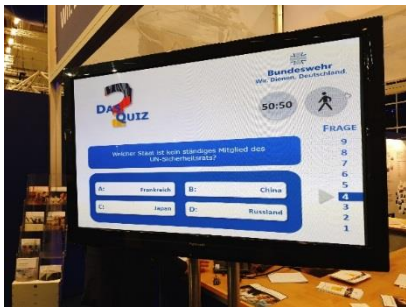 Bundeswehr
Wir. Dienen. Deutschland.
DAS QUIZ
50:50
FRAGE
9
8
7
6
5
4
3
2
1
Welcher Staat ist kein ständiges Mitglied des
UN-Sicherheitsrats?
A: Frankreich
B: China
C: Japan
D: Russland